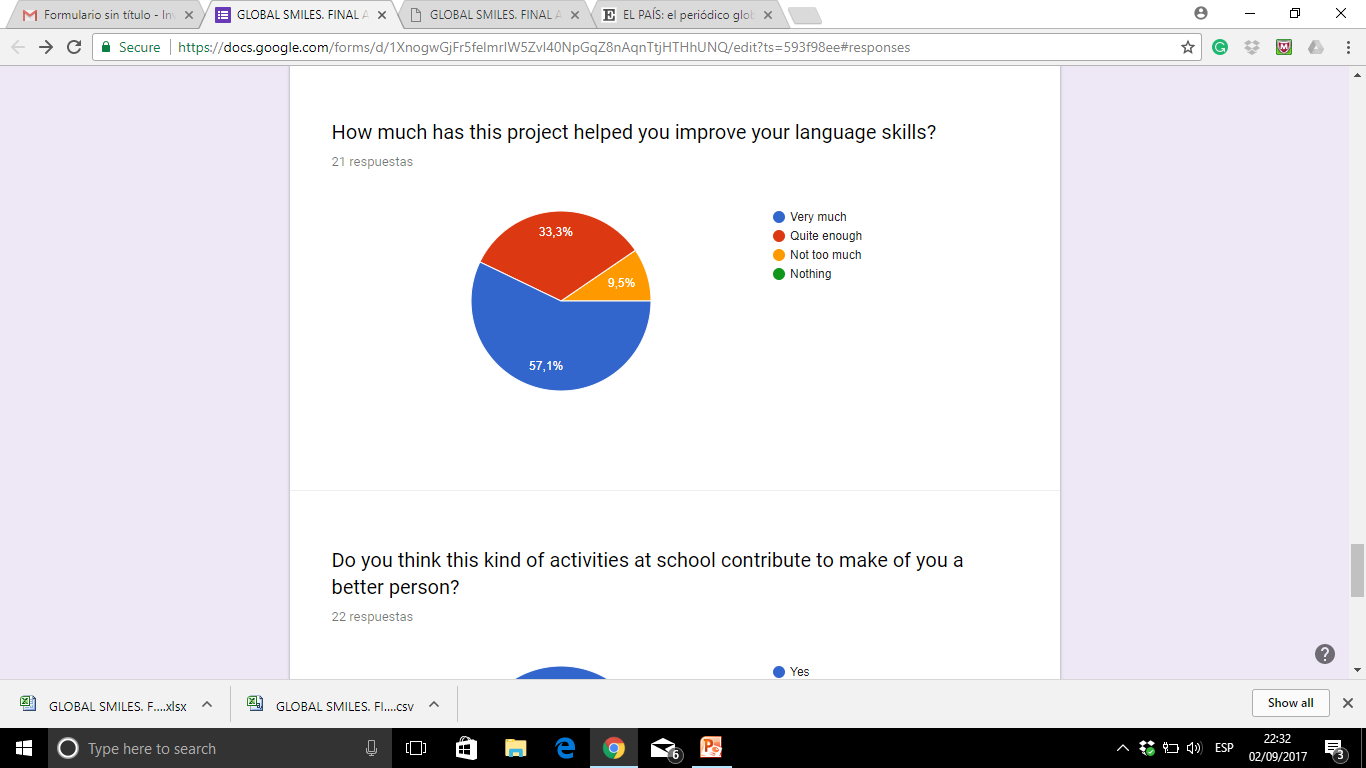 Formulario sin título - In
GLOBAL SMILES. FINAL A
GLOBAL SMILES. FINAL A
EL PAÍS: el periódico glob
Secure
https://docs.google.com/forms/d/1XnogwGjFr5feImrlW5ZvI40NpGqZ8nAqnTtjHTHhUNQ/edit?ts=593f98ee#responses
How much has this project helped you improve your language skills?
21 respuestas
33,3%
9,5%
57,1%
Very much
Quite enough
Not too much
Nothing
Do you think this kind of activities at school contribute to make of you a
better person?
22 respuestas
Yes
GLOBAL SMILES. F....xlsx
GLOBAL SMILES. FI....csv
Show all
Type here to search
6
ESP
22:32
02/09/2017
3